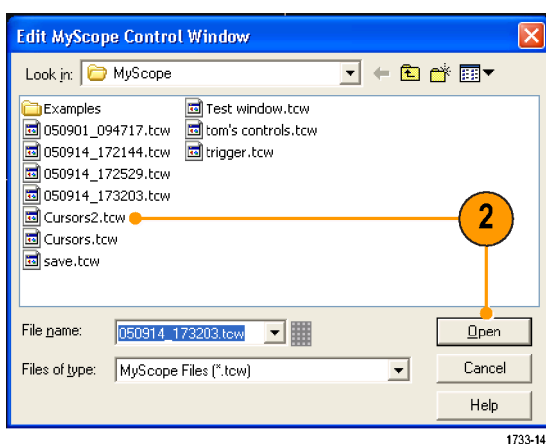 Edit MyScope Control Window
Look in: MyScope
Examples
050901_094717.tcw
050914_172144.tcw
050914_172529.tcw
050914_173203.tcw
Cursors2.tcw
Cursors.tcw
save.tcw
Test window.tcw
tom's controls.tcw
trigger.tcw
2
File name: 050914_173203.tcw Open
Files of type: MyScope Files (*.tcw) Cancel
Help
1733-14